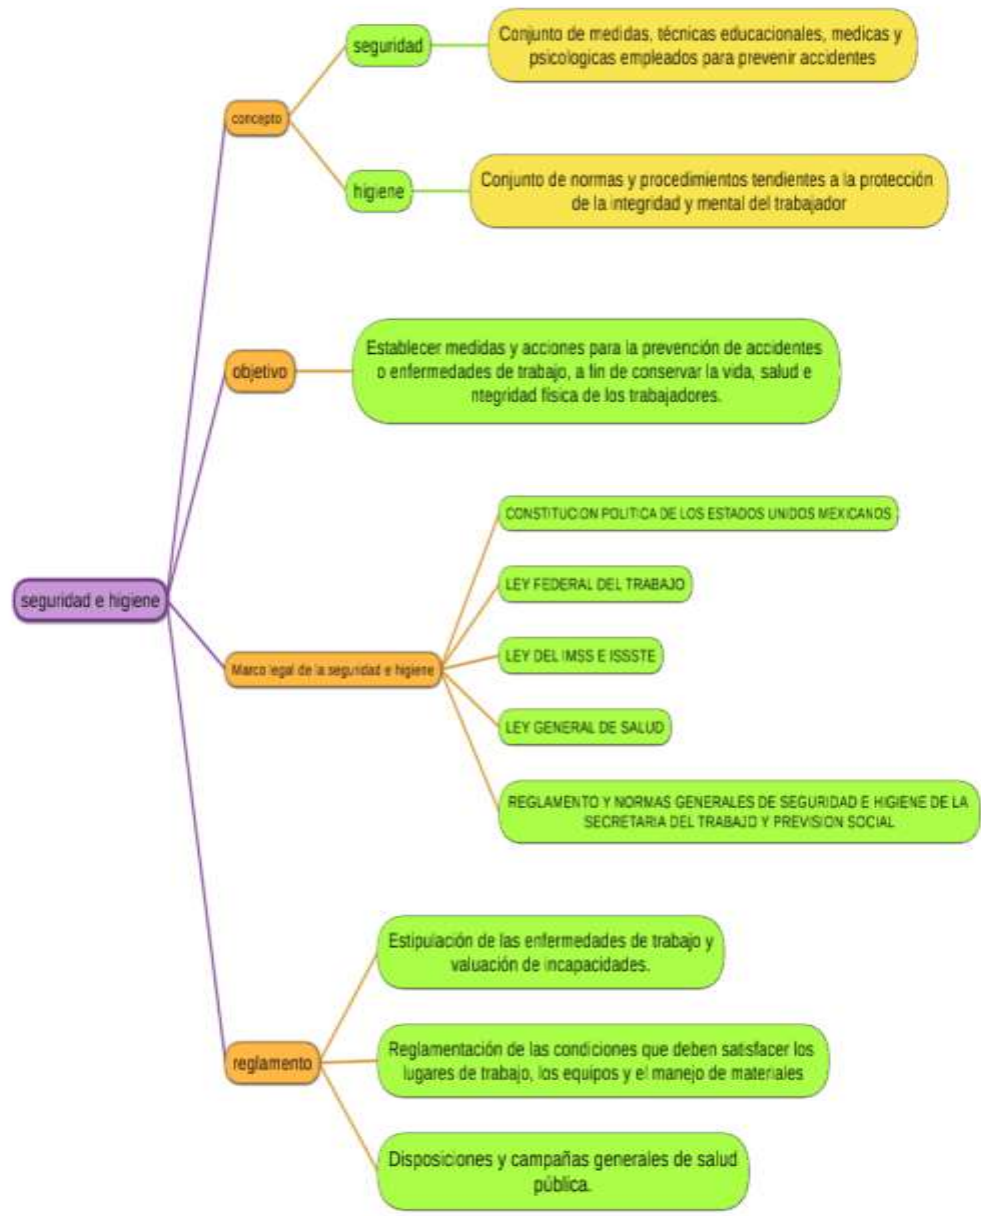 seguridad
Conjunto de medidas, técnicas educacionales, medicas y
psicologicas empleados para prevenir accidentes
concepto
higiene
Conjunto de normas y procedimientos tendientes a la protección
de la integridad y mental del trabajador
objetivo
Establecer medidas y acciones para la prevención de accidentes
o enfermedades de trabajo, a fin de conservar la vida, salud e
ntegridad física de los trabajadores.
seguridad e higiene
Marco legal de la seguridad e higiene
CONSTITUCION POLITICA DE LOS ESTADOS UNIDOS MEXICANOS
LEY FEDERAL DEL TRABAJO
LEY DEL IMSS E ISSSTE
LEY GENERAL DE SALUD
REGLAMENTO Y NORMAS GENERALES DE SEGURIDAD E HIGIENE DE LA
SECRETARIA DEL TRABAJO Y PREVISION SOCIAL
reglamento
Estipulación de las enfermedades de trabajo y
valuación de incapacidades.
Reglamentación de las condiciones que deben satisfacer los
lugares de trabajo, los equipos y el manejo de materiales
Disposiciones y campañas generales de salud
pública.